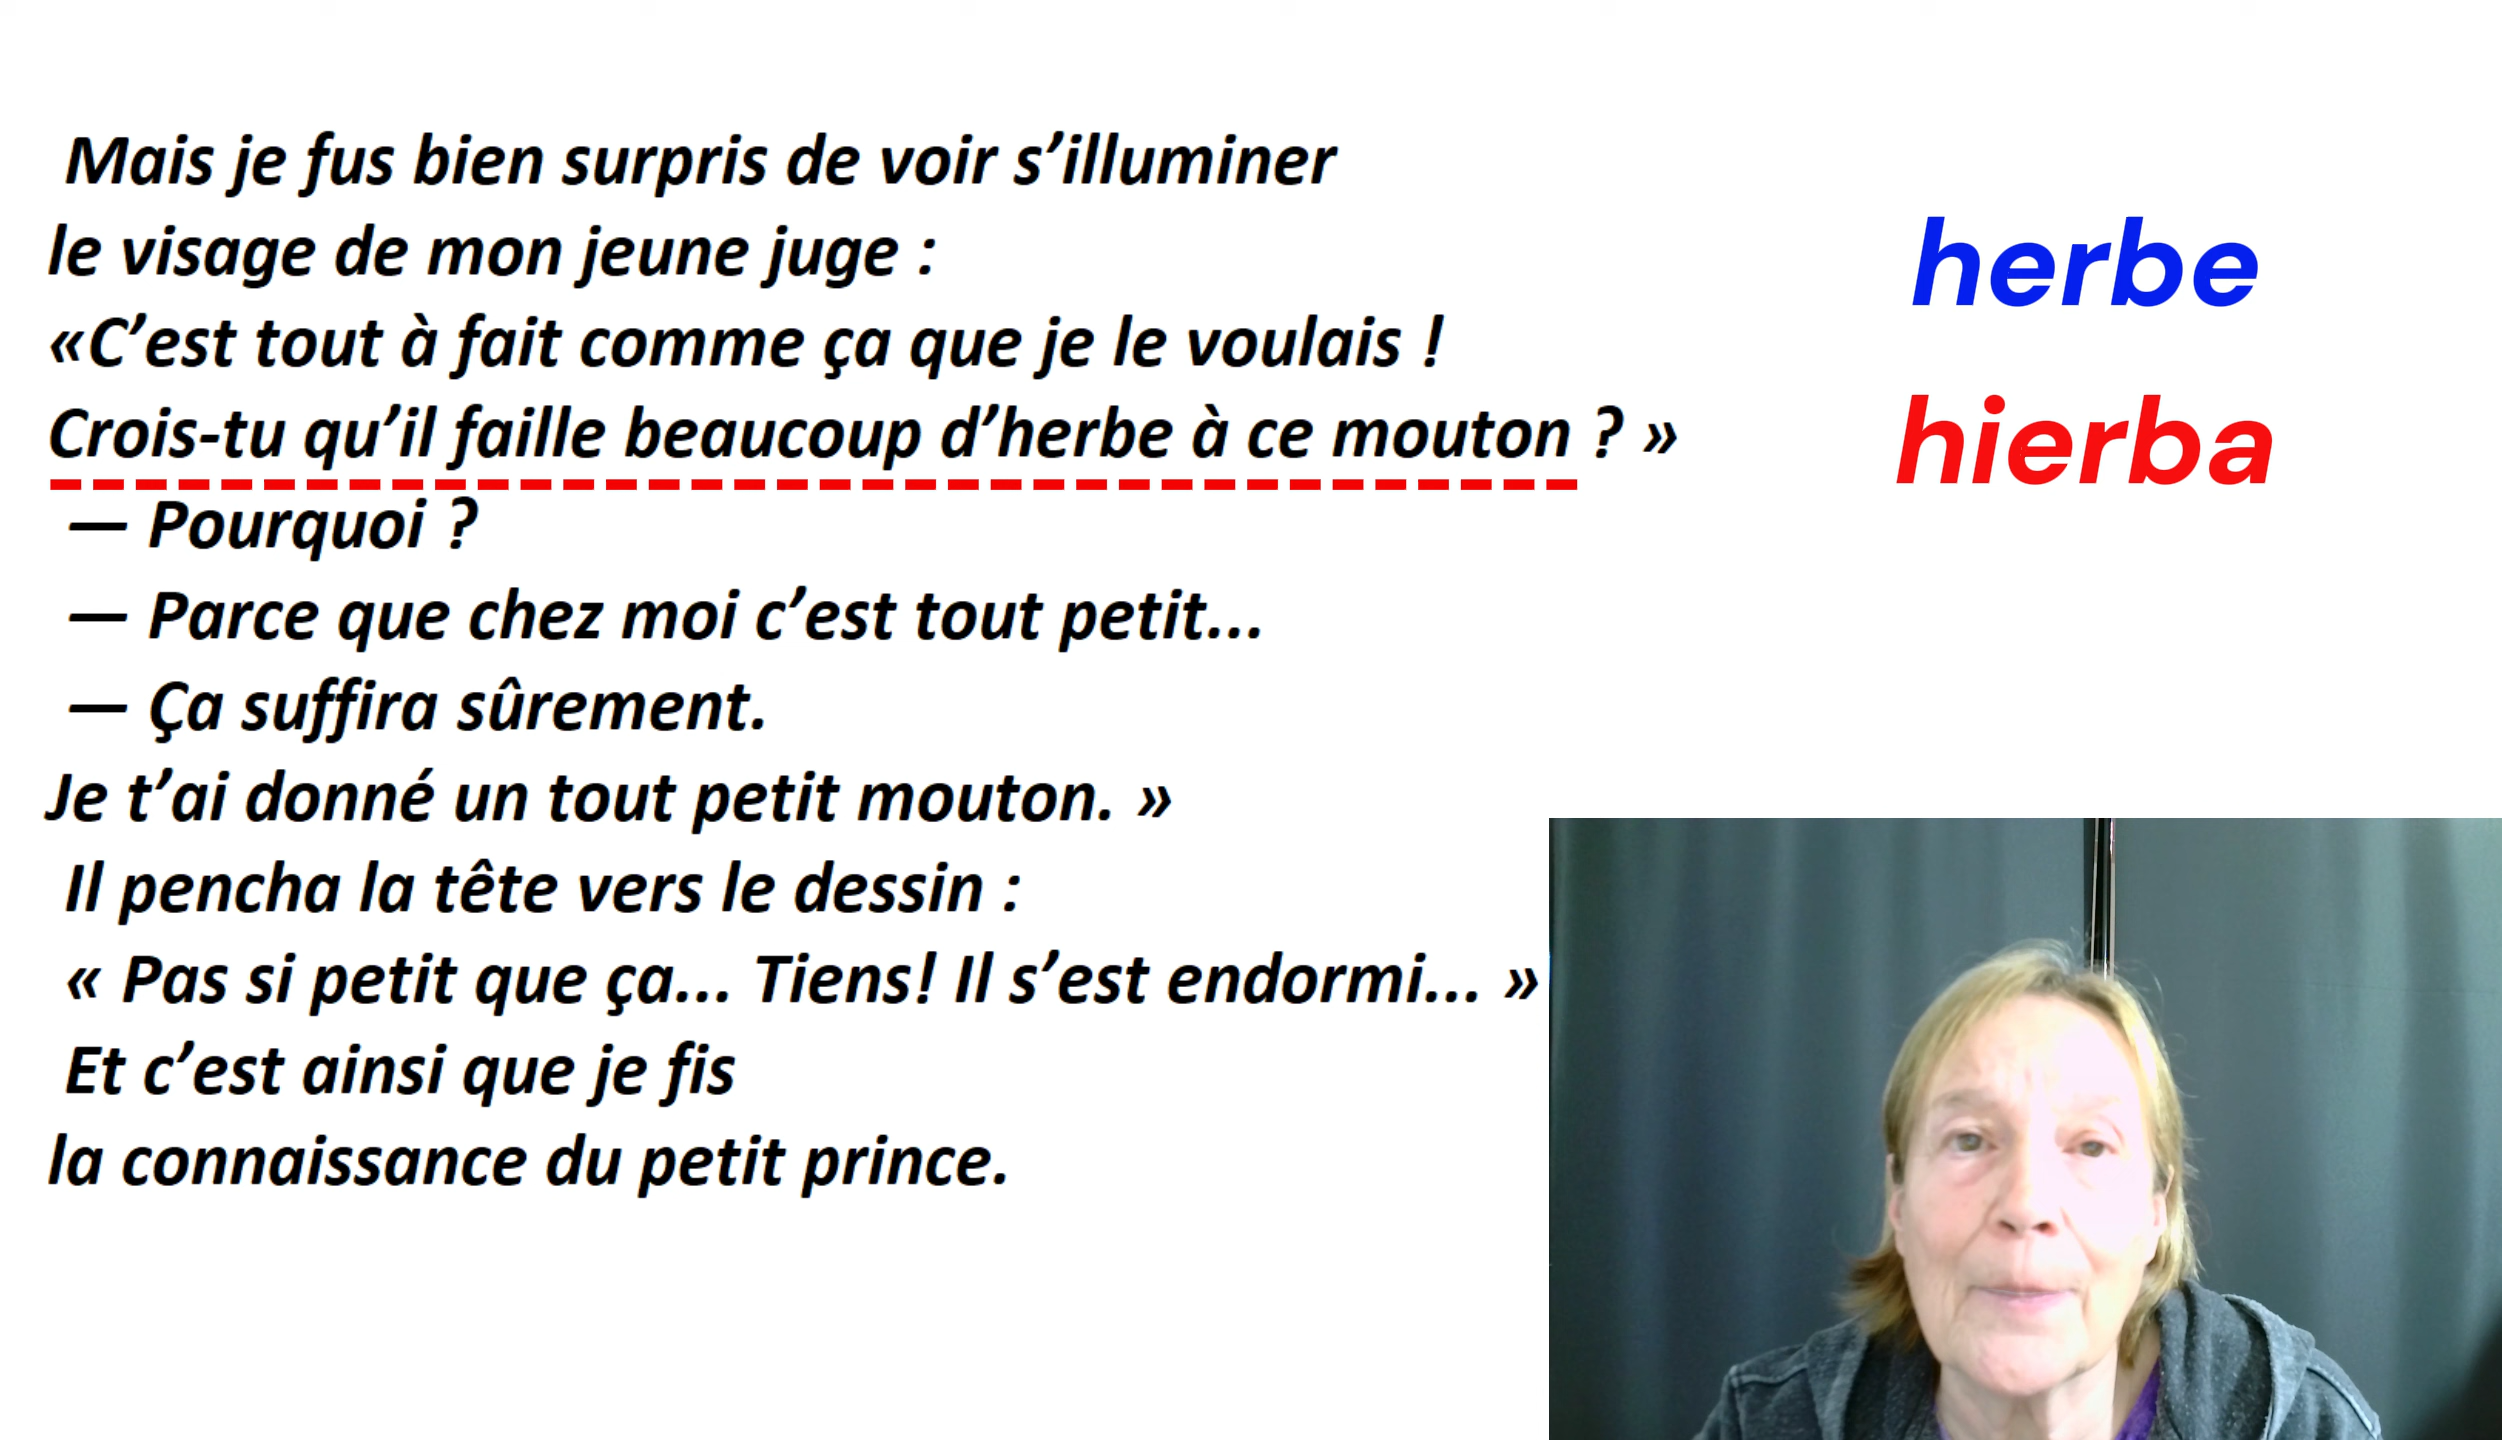 Mais je fus bien surpris de voir s’illuminer
le visage de mon jeune juge :
«C’est tout à fait comme ça que je le voulais !
Crois-tu qu’il faille beaucoup d’herbe à ce mouton ? »
— Pourquoi ?
— Parce que chez moi c’est tout petit...
— Ça suffira sûrement.
Je t’ai donné un tout petit mouton. »
Il pencha la tête vers le dessin :
« Pas si petit que ça... Tiens! Il s’est endormi... »
Et c’est ainsi que je fis
la connaissance du petit prince.
herbe
hierba